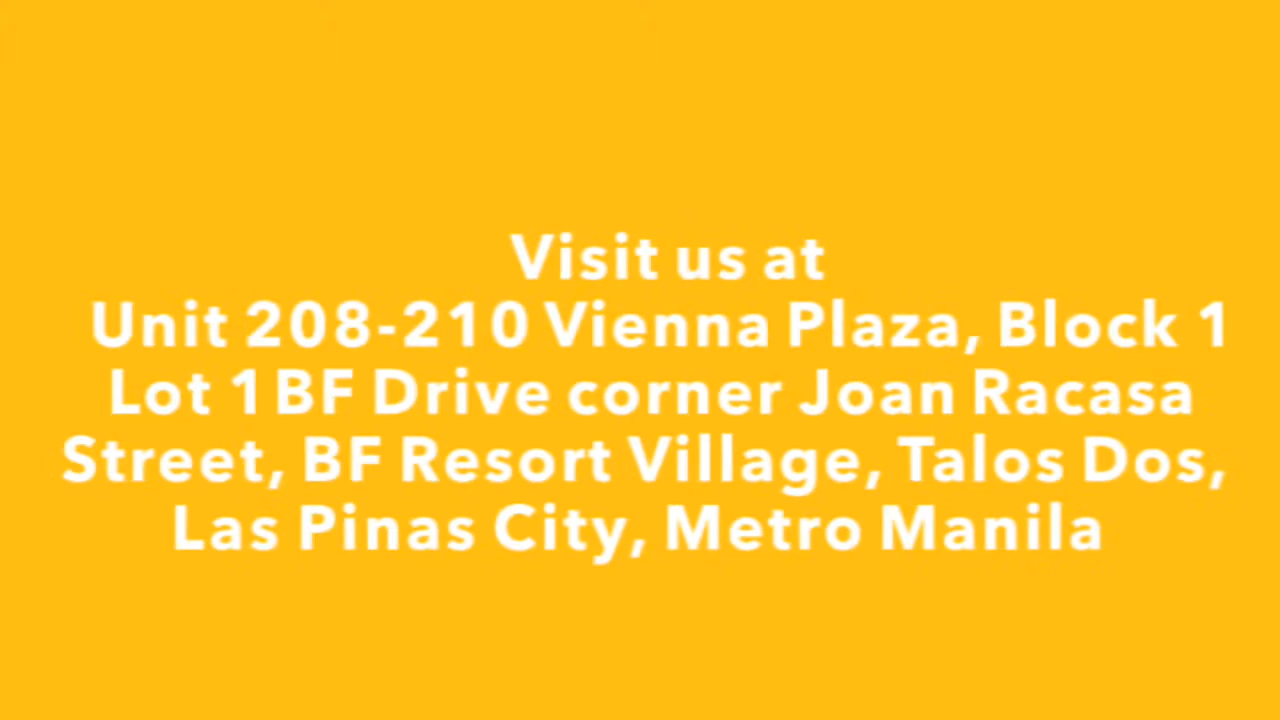 Visit us at
Unit 208-210 Vienna Plaza, Block 1
Lot 1 BF Drive corner Joan Racasa
Street, BF Resort Village, Talos Dos,
Las Pinas City, Metro Manila